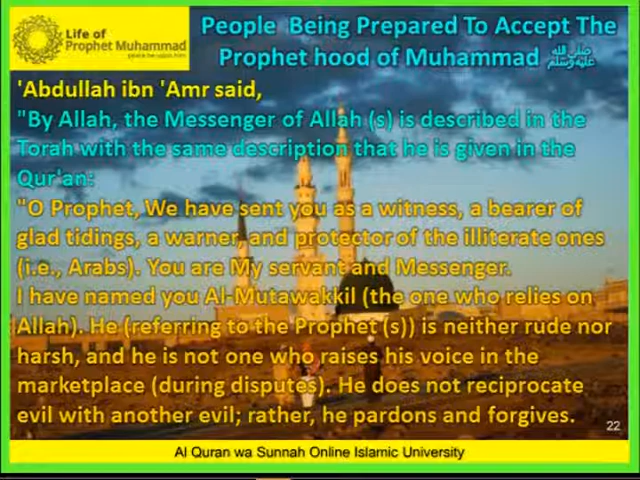 Life of
Prophet Muhammad
People Being Prepared To Accept The
Prophet hood of Muhammad ﷺ
'Abdullah ibn 'Amr said,
"By Allah, the Messenger of Allah (s) is described in the
Torah with the same description that he is given in the
Qur'an:
"O Prophet, We have sent you as a witness, a bearer of
glad tidings, a warner, and protector of the illiterate ones
(i.e., Arabs). You are My servant and Messenger.
I have named you Al-Mutawakkil (the one who relies on
Allah). He (referring to the Prophet (s)) is neither rude nor
harsh, and he is not one who raises his voice in the
marketplace (during disputes). He does not reciprocate
evil with another evil; rather, he pardons and forgives.
22
Al Quran wa Sunnah Online Islamic University